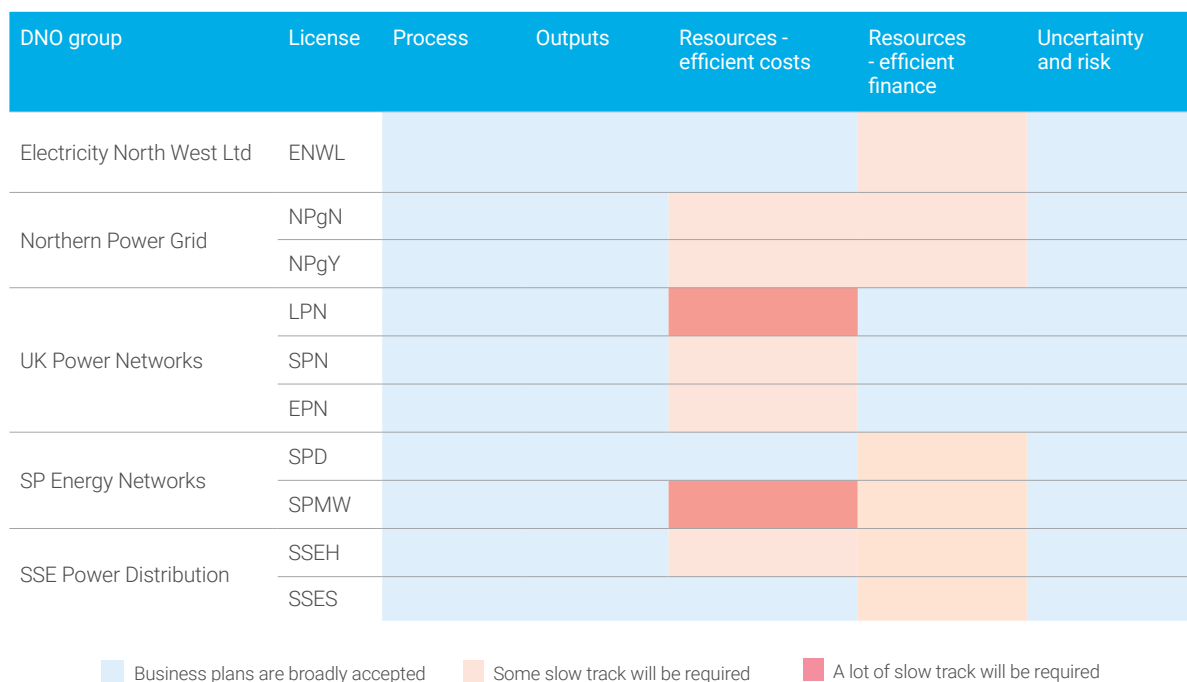 DNO group License Process Outputs Resources - efficient costs Resources - efficient finance Uncertainty and risk
Electricity North West Ltd ENWL
Northern Power Grid
NPgN
NPgY
UK Power Networks
LPN
SPN
EPN
SP Energy Networks
SPD
SPMW
SSE Power Distribution
SSEH
SSES
Business plans are broadly accepted Some slow track will be required A lot of slow track will be required